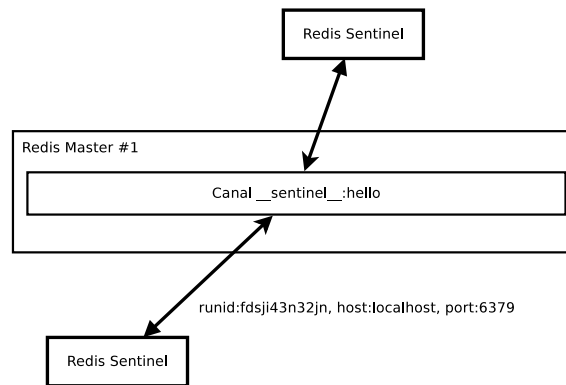 Redis Sentinel
Redis Master #1
Canal __sentinel__:hello
runid:fdsji43n32jn, host:localhost, port:6379
Redis Sentinel